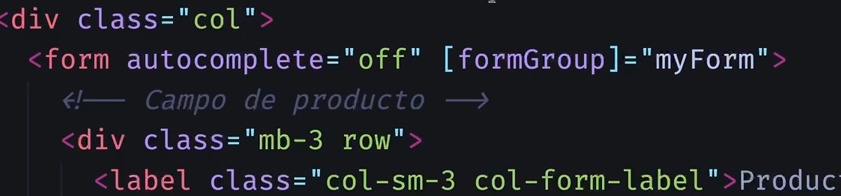 <div class="col">
<form autocomplete="off" [formGroup]="myForm">
<!-- Campo de producto -->
<div class="mb-3 row">
<label class="col-sm-3 col-form-label">Product